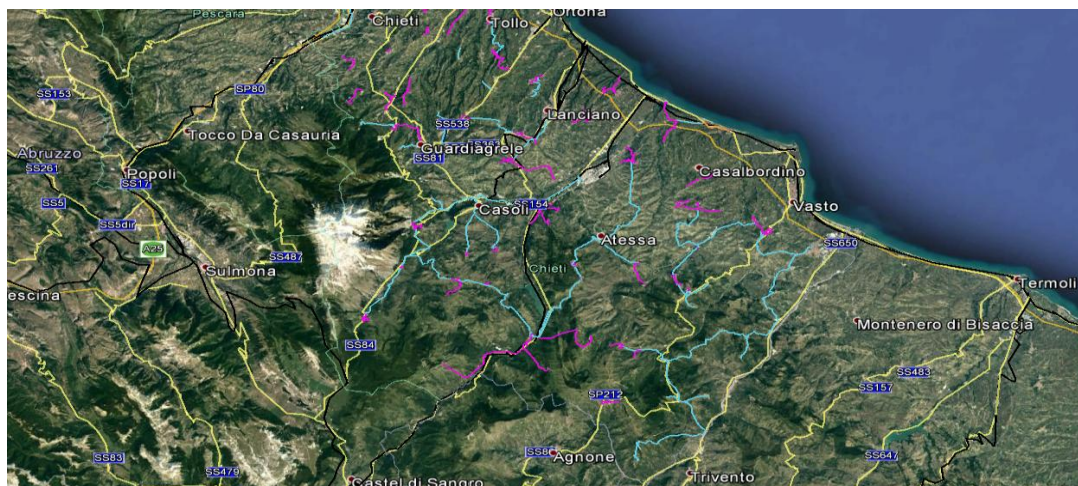 Pescara
Chieti
Tollo
Ortona
SS153
SP80
Lanciano
SS538
Tocco Da Casauria
Guardiagrele
SS81
Abruzzo
SS261
Popoli
SS17
Casalbordino
SS5
Casoli
SS154
Vasto
SS5dir
Atessa
SS650
A25
SS487
Sulmona
Chieti
Termoli
escina
Montenero di Bisaccia
SS84
SS483
SS157
SP212
SS83
SS479
SS8
Agnone
SS647
Trivento
Castel di Sangro